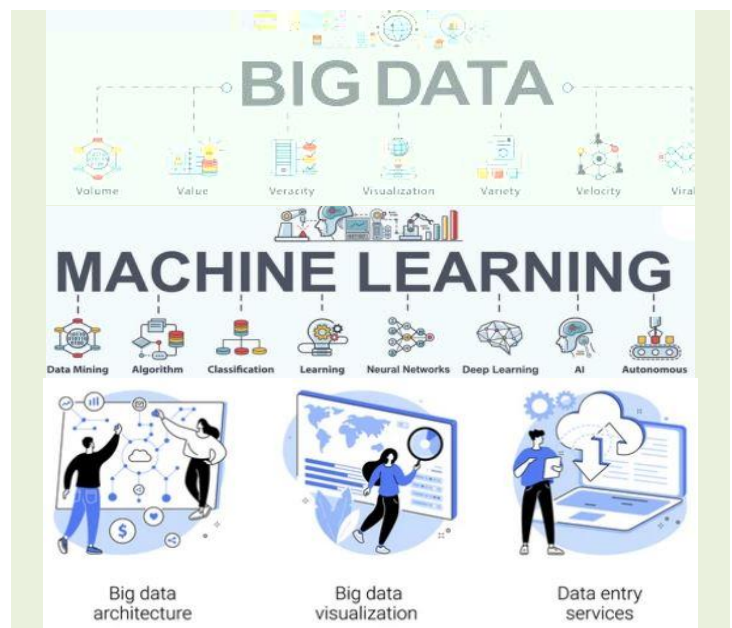 BIG DATA
Volume Value Veracity Visualization Variety Velocity Viral
MACHINE LEARNING
Data Mining Algorithm Classification Learning Neural Networks Deep Learning AI Autonomous
Big data Big data Data entry
architecture visualization services